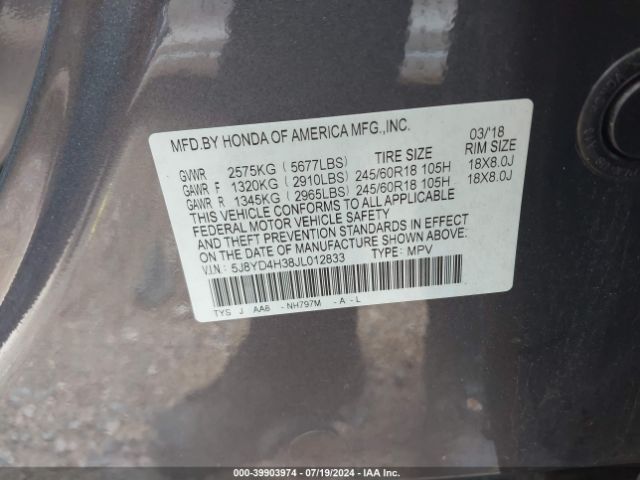 MFD.BY HONDA OF AMERICA MFG.,INC. 03/18
GVWR 2575KG (5677LBS) TIRE SIZE RIM SIZE
GAWR F 1320KG (2910LBS) 245/60R18 105H 18X8.0J
GAWR R 1345KG (2965LBS) 245/60R18 105H 18X8.0J
THIS VEHICLE CONFORMS TO ALL APPLICABLE
FEDERAL MOTOR VEHICLE SAFETY
AND THEFT PREVENTION STANDARDS IN EFFECT
ON THE DATE OF MANUFACTURE SHOWN ABOVE.
V.I.N: 5J8YD4H38JL012833 TYPE: MPV
TYS J AA8 -NH797M -A-L
000-39903974 / 07/19/2024 - IAA Inc.